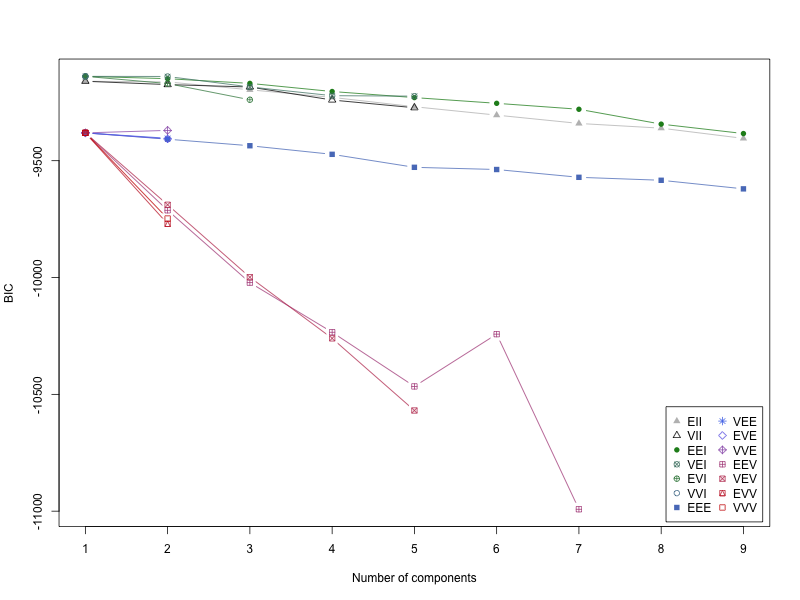 BIC
-9500
-10000
-10500
-11000
1 2 3 4 5 6 7 8 9
Number of components
EII VEE
VII EVE
EEI VVE
VEI EEV
EVI VEV
VVI EVV
EEE VVV